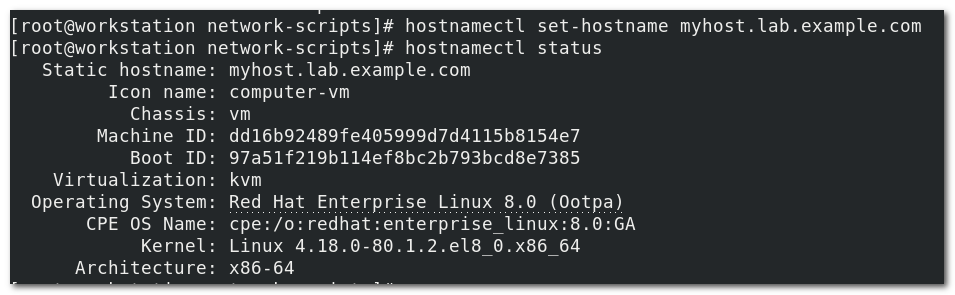 [root@workstation network-scripts]# hostnamectl set-hostname myhost.lab.example.com
[root@workstation network-scripts]# hostnamectl status
Static hostname: myhost.lab.example.com
Icon name: computer-vm
Chassis: vm
Machine ID: dd16b92489fe405999d7d4115b8154e7
Boot ID: 97a51f219b114ef8bc2b793bcd8e7385
Virtualization: kvm
Operating System: Red Hat Enterprise Linux 8.0 (Ootpa)
CPE OS Name: cpe:/o:redhat:enterprise_linux:8.0:GA
Kernel: Linux 4.18.0-80.1.2.el8_0.x86_64
Architecture: x86-64